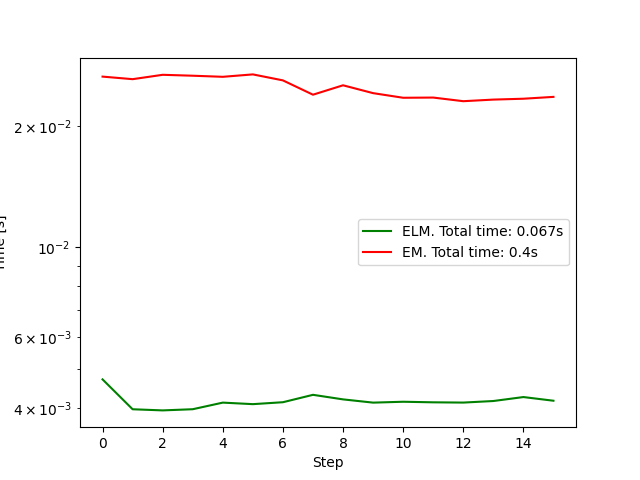 2 × 10⁻²
10⁻²
6 × 10⁻³
4 × 10⁻³
ELM. Total time: 0.067s
EM. Total time: 0.4s
0 2 4 6 8 10 12 14
Step